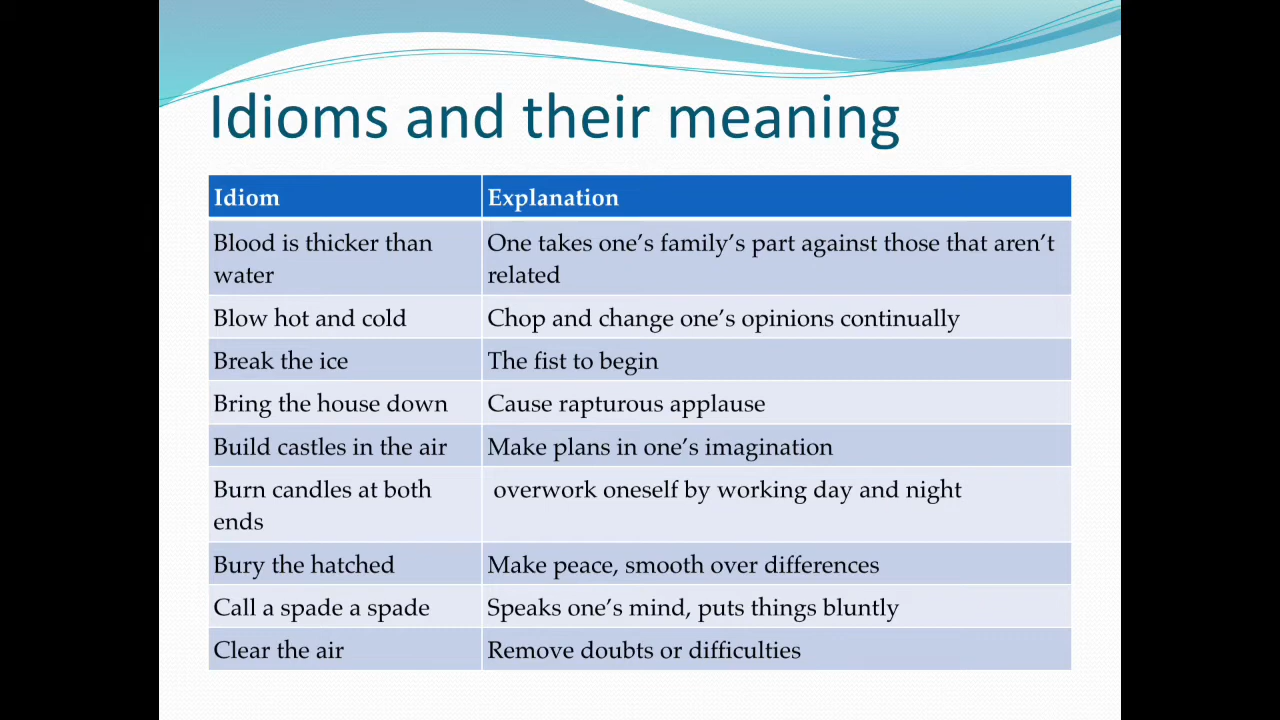 Idioms and their meaning
Idiom
Explanation
Blood is thicker than
water
One takes one’s family’s part against those that aren’t
related
Blow hot and cold
Chop and change one’s opinions continually
Break the ice
The fist to begin
Bring the house down
Cause rapturous applause
Build castles in the air
Make plans in one’s imagination
Burn candles at both
ends
overwork oneself by working day and night
Bury the hatched
Make peace, smooth over differences
Call a spade a spade
Speaks one’s mind, puts things bluntly
Clear the air
Remove doubts or difficulties